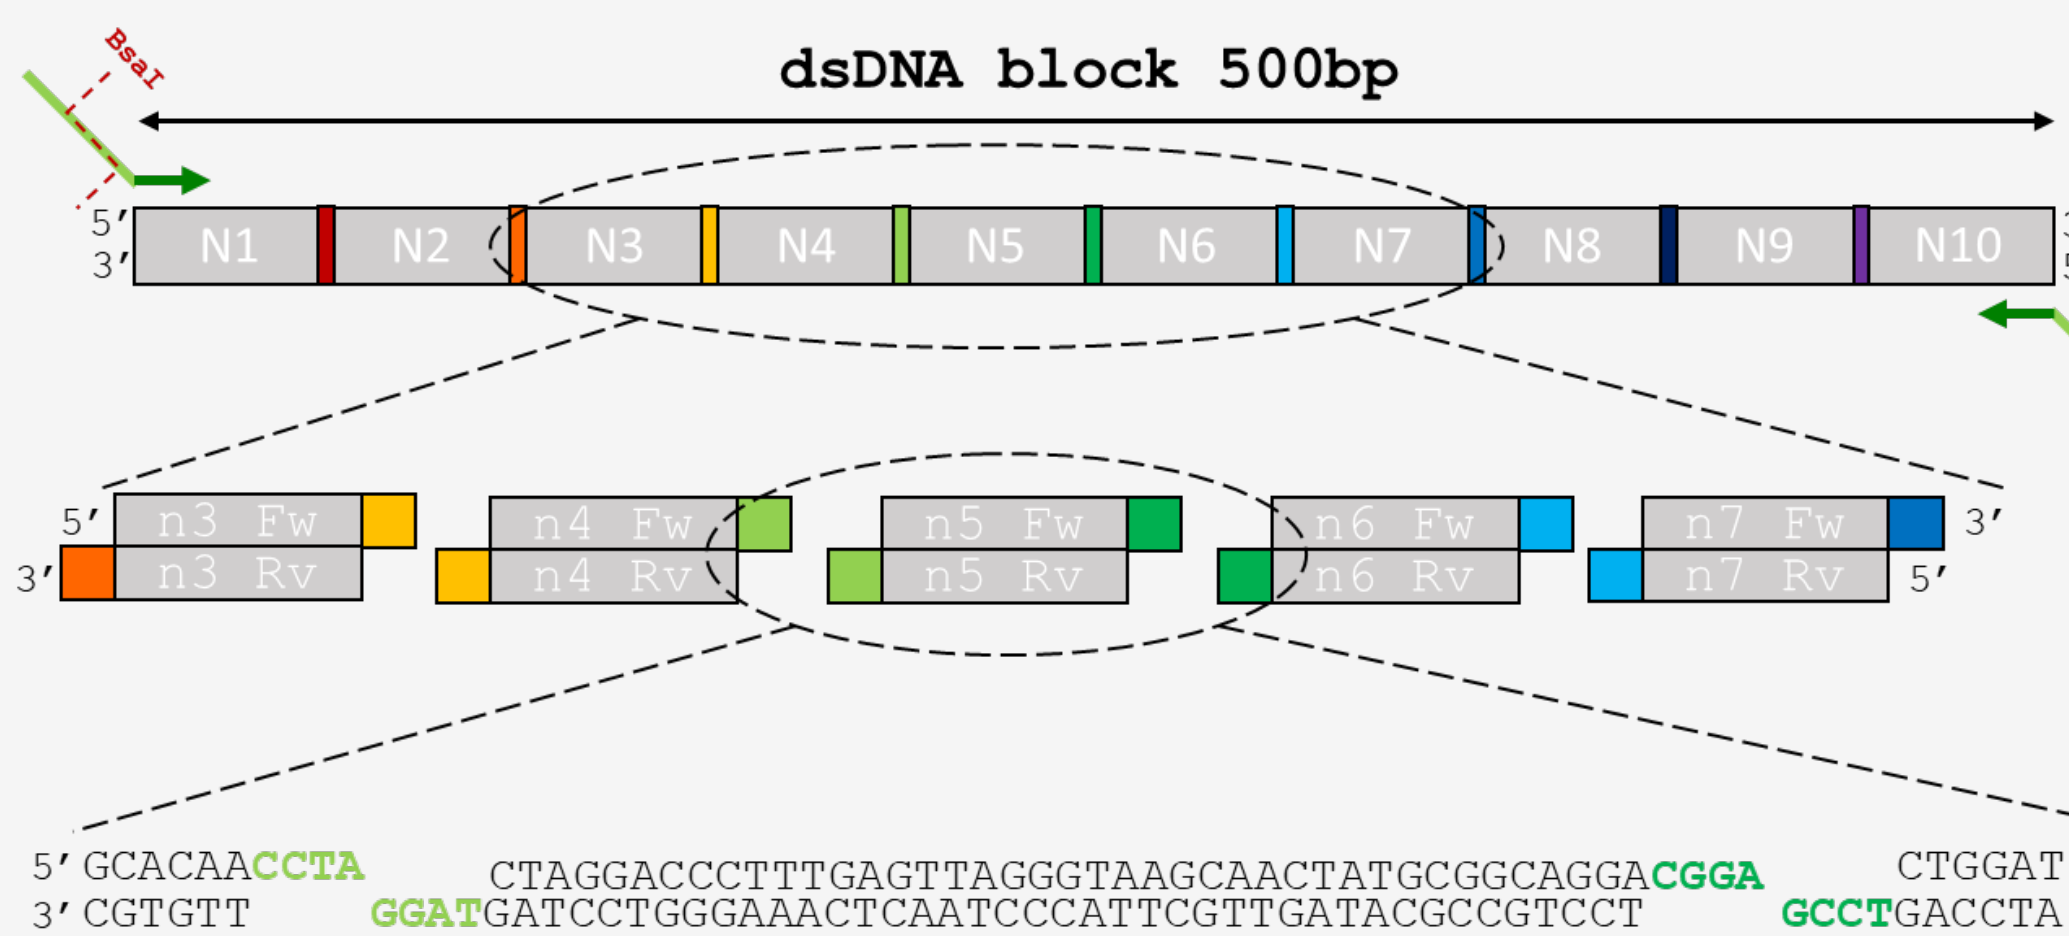 BsaI
dsDNA block 500bp
5’
N1 N2 N3 N4 N5 N6 N7 N8 N9 N10
3’
5’ n3 Fw n4 Fw n5 Fw n6 Fw n7 Fw 3’
3’ n3 Rv n4 Rv n5 Rv n6 Rv n7 Rv 5’
5’ GCACAACCTA CTAGGACCCTTTGAGTTAGGGTAAGCAACTATGCGGCAGGACGGA CTGGAT
3’ CGTGTT GGATGATCCTGGGAAACTCAATCCCATTCGTTGATACGCCGTCCT GCCTGACCTA